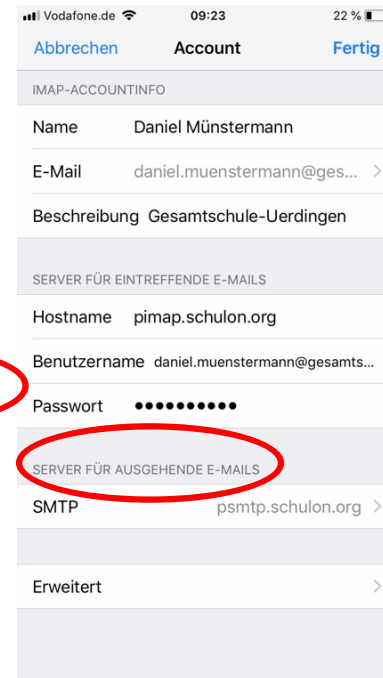 Vodafone.de 09:23 22 %
Abbrechen Account Fertig
IMAP-ACCOUNTINFO
Name Daniel Münstermann
E-Mail daniel.muenstermann@ges...
Beschreibung Gesamtschule-Uerdingen
SERVER FÜR EINTREFFENDE E-MAILS
Hostname pimap.schulon.org
Benutzername daniel.muenstermann@gesamts...
Passwort ●●●●●●●●●●
SERVER FÜR AUSGEHENDE E-MAILS
SMTP psmtp.schulon.org
Erweitert